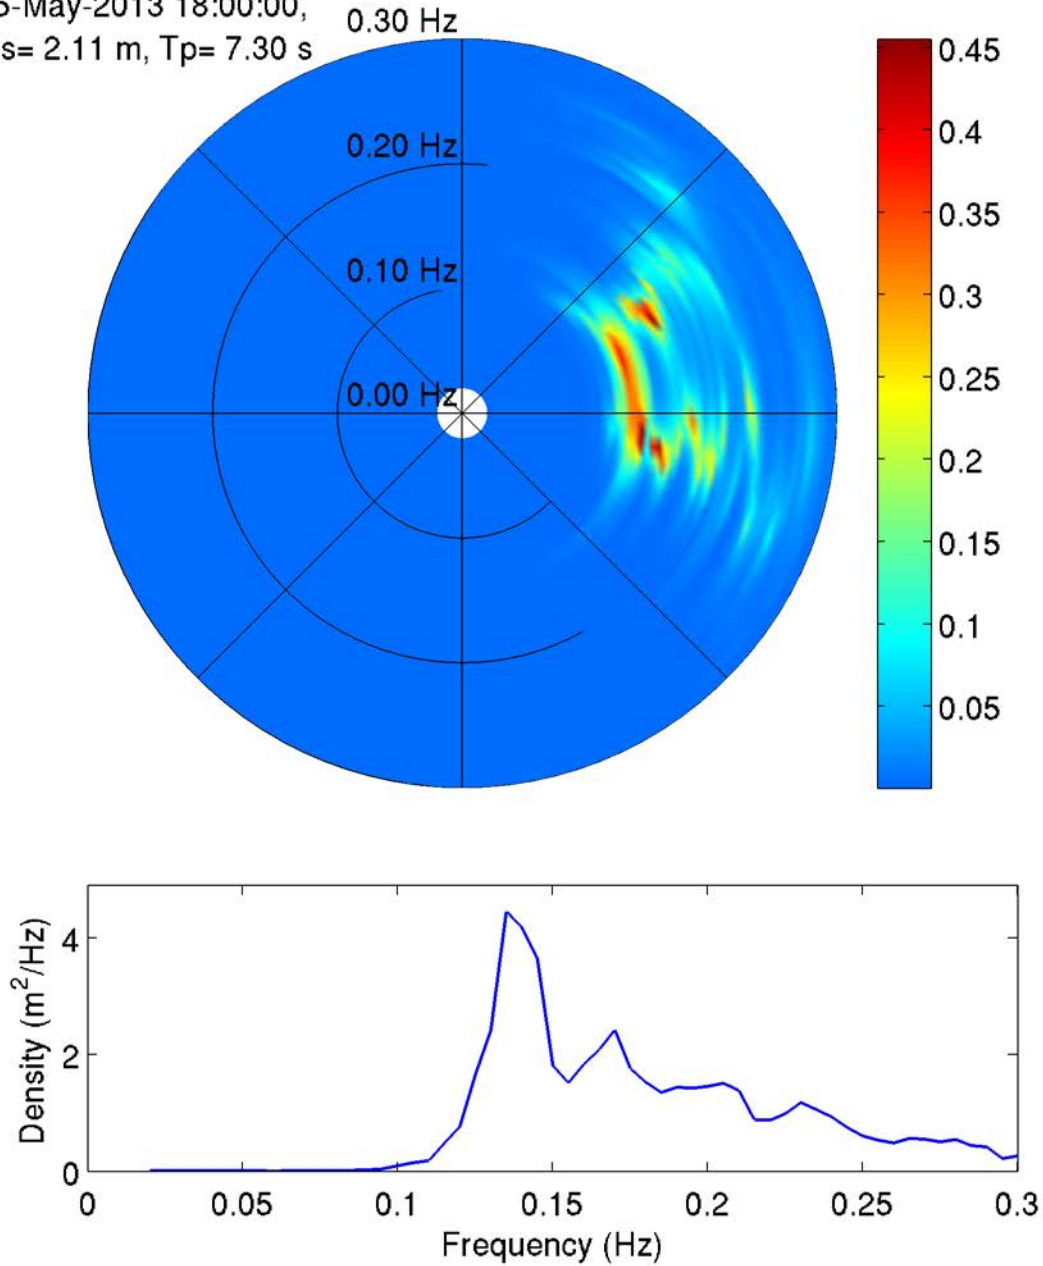 5-May-2013 18:00:00,
s= 2.11 m, Tp= 7.30 s
0.30 Hz
0.20 Hz
0.10 Hz
0.00 Hz
0.45
0.4
0.35
0.3
0.25
0.2
0.15
0.1
0.05
Density (m²/Hz)
4
2
0
0 0.05 0.1 0.15 0.2 0.25 0.3
Frequency (Hz)